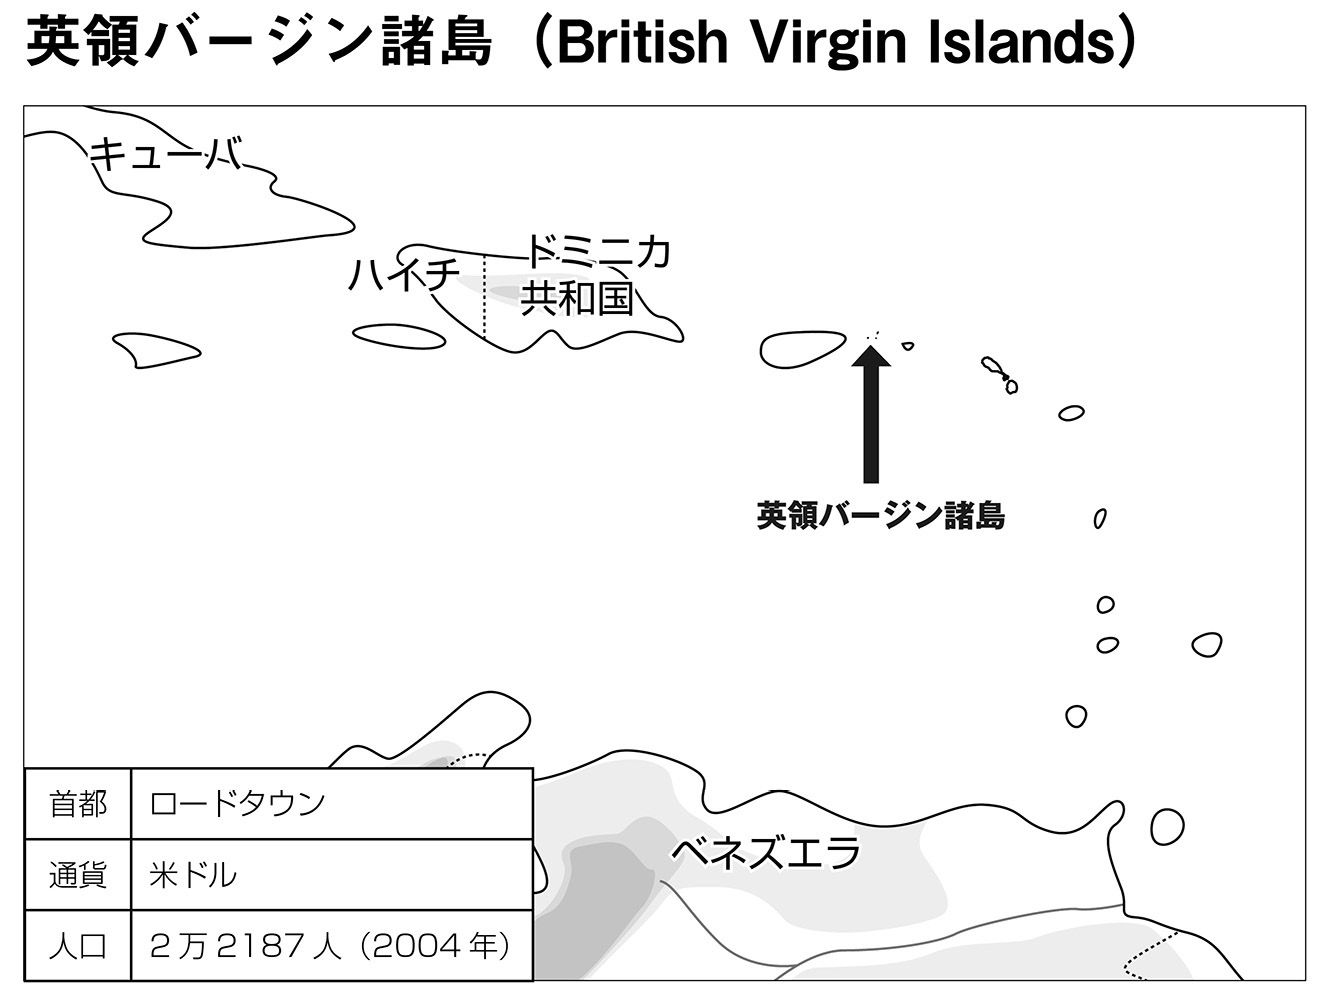 英領バージン諸島（British Virgin Islands）
キューバ
ハイチ
ドミニカ
共和国
英領バージン諸島
ベネズエラ
首都 ロードタウン
通貨 米ドル
人口 2万2187人（2004年）